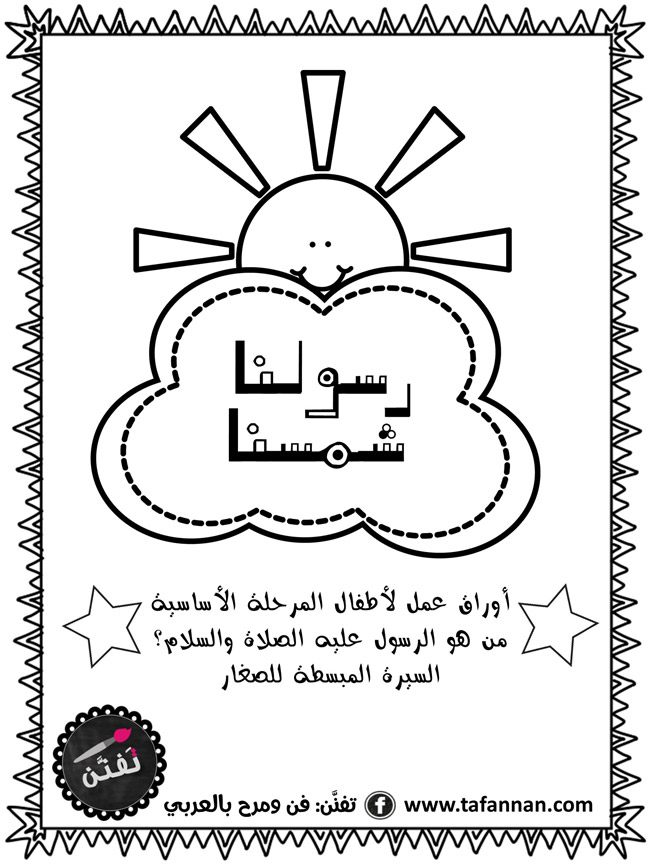 رسولنا
شمسنا
أوراق عمل لأطفال المرحلة الأساسية
من هو الرسول عليه الصلاة والسلام؟
السيرة المبسطة للصغار
تَفنَّن
تفنَّن: فن ومرح بالعربي f www.tafannan.com